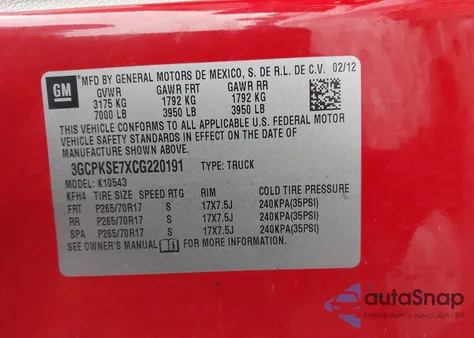 GM
MFD BY GENERAL MOTORS DE MEXICO, S. DE R.L. DE C.V. 02/12
GVWR GAWR FRT GAWR RR
3175 KG 1792 KG 1792 KG
7000 LB 3950 LB 3950 LB
THIS VEHICLE CONFORMS TO ALL APPLICABLE U.S. FEDERAL MOTOR
VEHICLE SAFETY STANDARDS IN EFFECT ON THE DATE OF
MANUFACTURE SHOWN ABOVE.
3GCPKSE7XCG220191 TYPE: TRUCK
MODEL: K10543
KFH4 TIRE SIZE SPEED RTG RIM COLD TIRE PRESSURE
FRT P265/70R17 S 17X7.5J 240KPA(35PSI)
RR P265/70R17 S 17X7.5J 240KPA(35PSI)
SPA P265/70R17 S 17X7.5J 240KPA(35PSI)
SEE OWNER'S MANUAL FOR MORE INFORMATION.
autoSnap